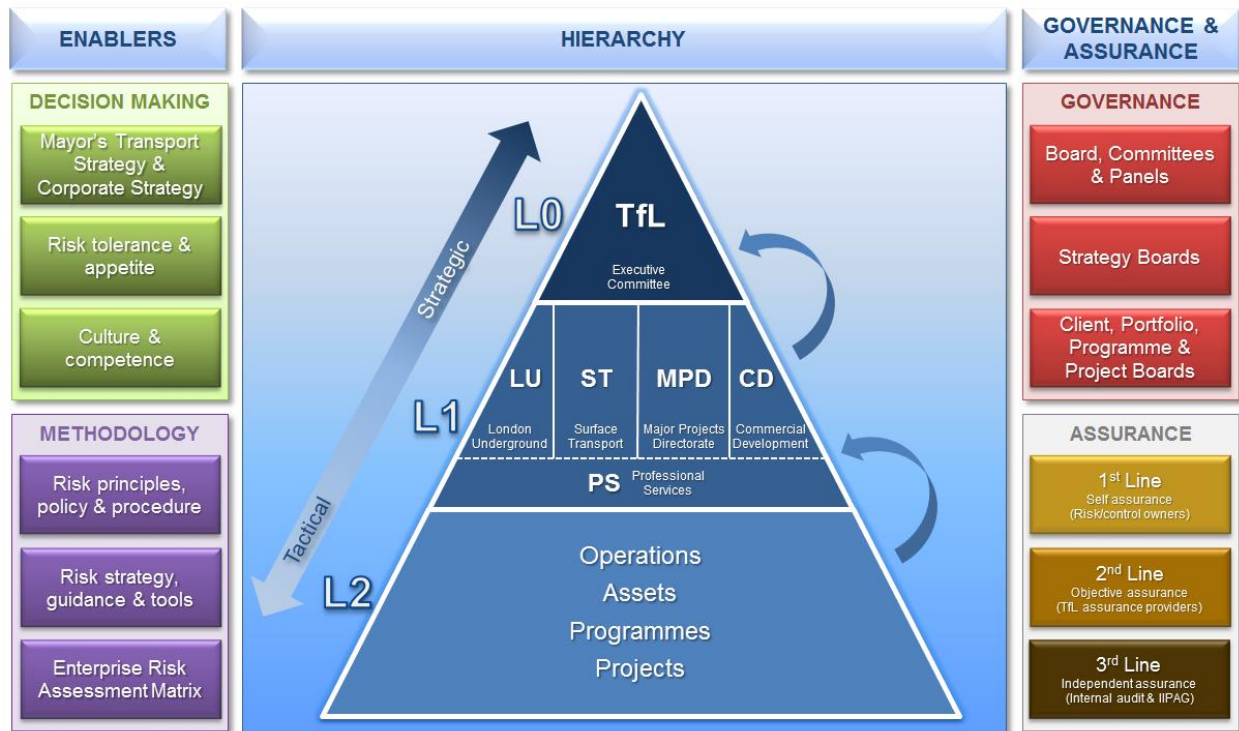 ENABLERS
DECISION MAKING
Mayor's Transport
Strategy &
Corporate Strategy
Risk tolerance &
appetite
Culture &
competence
METHODOLOGY
Risk principles,
policy & procedure
Risk strategy,
guidance & tools
Enterprise Risk
Assessment Matrix
HIERARCHY
Strategic
Tactical
L0
TfL
Executive
Committee
L1
LU
London
Underground
ST
Surface
Transport
MPD
Major Projects
Directorate
CD
Commercial
Development
PS Professional
Services
L2
Operations
Assets
Programmes
Projects
GOVERNANCE &
ASSURANCE
GOVERNANCE
Board, Committees
& Panels
Strategy Boards
Client, Portfolio,
Programme &
Project Boards
ASSURANCE
1st Line
Self assurance
(Risk/control owners)
2nd Line
Objective assurance
(TfL assurance providers)
3rd Line
Independent assurance
(Internal audit & IIPAG)